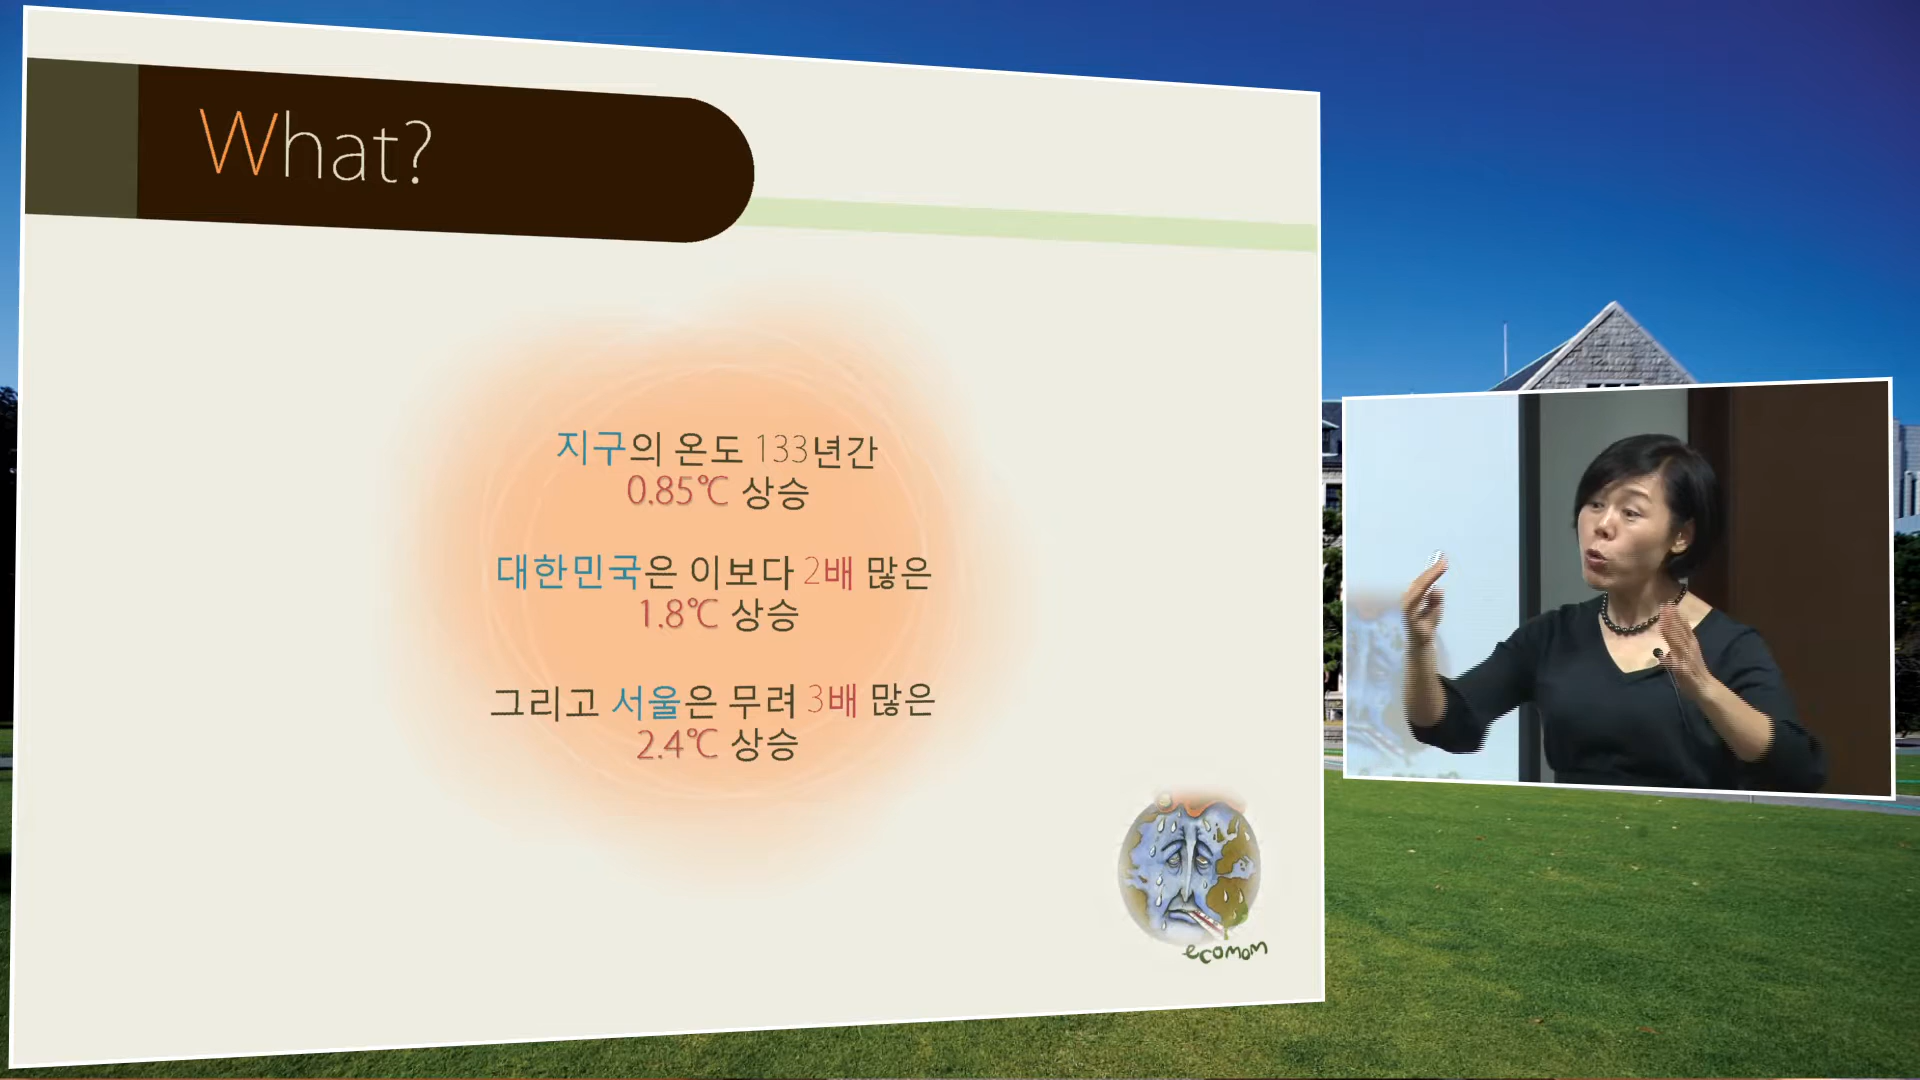 What?
지구의 온도 133년간
0.85℃ 상승
대한민국은 이보다 2배 많은
1.8℃ 상승
그리고 서울은 무려 3배 많은
2.4℃ 상승
ecomom